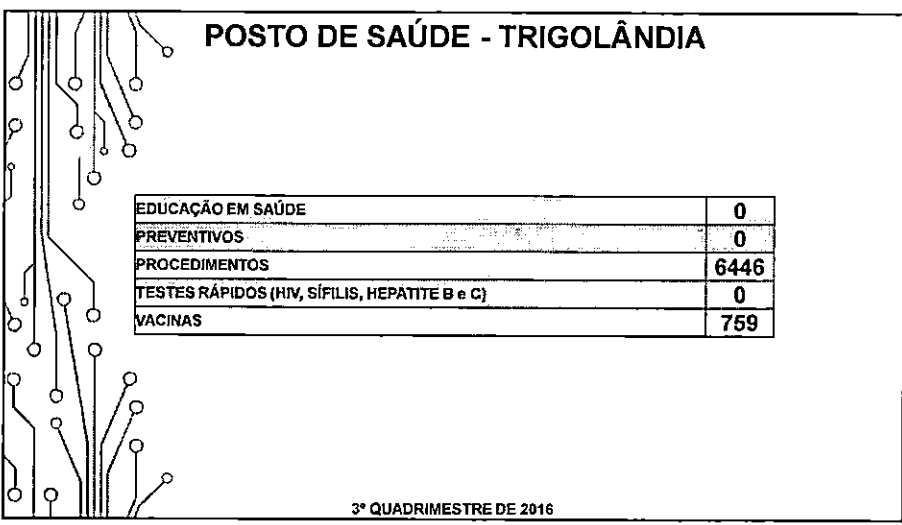 POSTO DE SAÚDE - TRIGOLÂNDIA
EDUCAÇÃO EM SAÚDE 0
PREVENTIVOS 0
PROCEDIMENTOS 6446
TESTES RÁPIDOS (HIV, SÍFILIS, HEPATITE B e C) 0
VACINAS 759
3º QUADRIMESTRE DE 2016